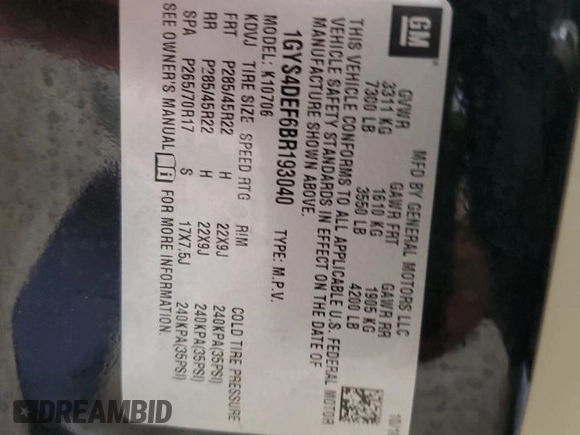 GM
MFD BY GENERAL MOTORS LLC
GVWR GAWR FRT GAWR RR
3311 KG 1610 KG 1905 KG
7300 LB 3550 LB 4200 LB
THIS VEHICLE CONFORMS TO ALL APPLICABLE U.S. FEDERAL MOTOR
VEHICLE SAFETY STANDARDS IN EFFECT ON THE DATE OF
MANUFACTURE SHOWN ABOVE.
1GYS4DEF6BR193040 TYPE: M.P.V.
MODEL: K10706
KDVJ TIRE SIZE SPEED RTG RIM COLD TIRE PRESSURE
FRT P285/45R22 H 22X9J 240KPA(35PSI)
RR P285/45R22 H 22X9J 240KPA(35PSI)
SPA P265/70R17 S 17X7.5J 240KPA(35PSI)
SEE OWNER'S MANUAL FOR MORE INFORMATION.
DREAMBID